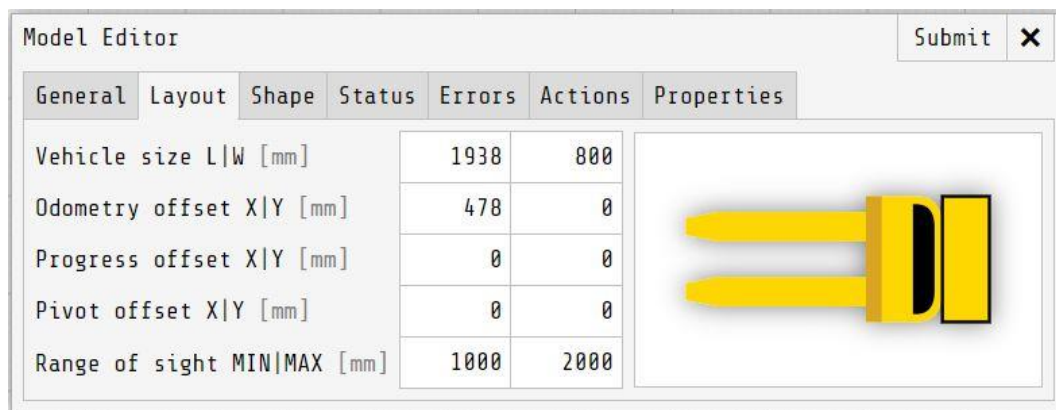 Model Editor Submit ×
General Layout Shape Status Errors Actions Properties
Vehicle size L|W [mm] 1938 800
Odometry offset X|Y [mm] 478 0
Progress offset X|Y [mm] 0 0
Pivot offset X|Y [mm] 0 0
Range of sight MIN|MAX [mm] 1000 2000